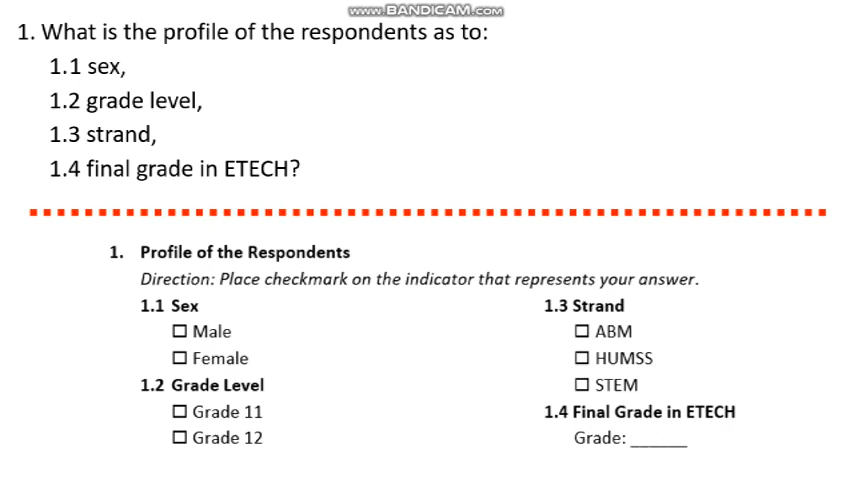 www.BANDICAM.com
1. What is the profile of the respondents as to:
1.1 sex,
1.2 grade level,
1.3 strand,
1.4 final grade in ETECH?
1. Profile of the Respondents
Direction: Place checkmark on the indicator that represents your answer.
1.1 Sex
☐ Male
☐ Female
1.2 Grade Level
☐ Grade 11
☐ Grade 12
1.3 Strand
☐ ABM
☐ HUMSS
☐ STEM
1.4 Final Grade in ETECH
Grade: ______